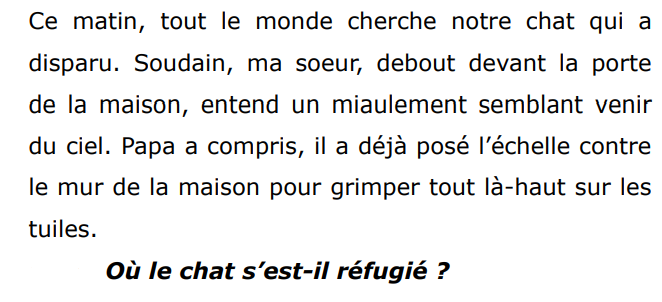 Ce matin, tout le monde cherche notre chat qui a
disparu. Soudain, ma soeur, debout devant la porte
de la maison, entend un miaulement semblant venir
du ciel. Papa a compris, il a déjà posé l’échelle contre
le mur de la maison pour grimper tout là-haut sur les
tuiles.
Où le chat s’est-il réfugié ?